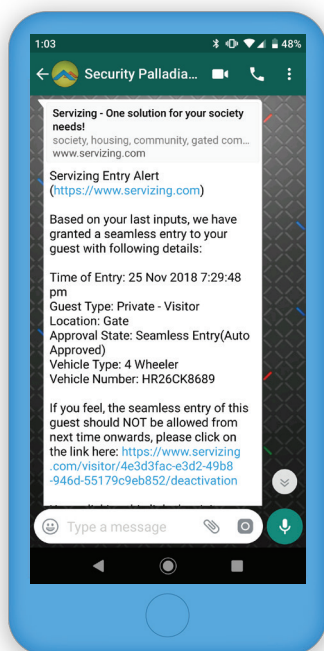 1:03
48%
Security Palladia...
Servizing - One solution for your society
needs!
society, housing, community, gated com...
www.servizing.com
Servizing Entry Alert
(https://www.servizing.com)
Based on your last inputs, we have
granted a seamless entry to your
guest with following details:
Time of Entry: 25 Nov 2018 7:29:48
pm
Guest Type: Private - Visitor
Location: Gate
Approval State: Seamless Entry(Auto
Approved)
Vehicle Type: 4 Wheeler
Vehicle Number: HR26CK8689
If you feel, the seamless entry of this
guest should NOT be allowed from
next time onwards, please click on
the link here: https://www.servizing
.com/visitor/4e3d3fac-e3d2-49b8
-946d-55179c9eb852/deactivation
Type a message